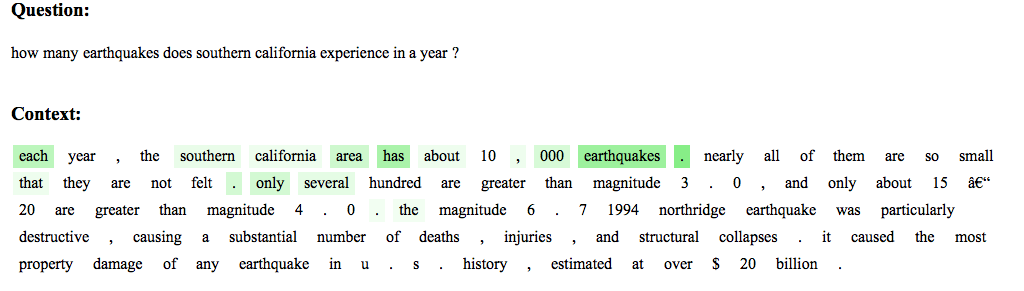 Question:
how many earthquakes does southern california experience in a year ?
Context:
each year , the southern california area has about 10 , 000 earthquakes . nearly all of them are so small
that they are not felt . only several hundred are greater than magnitude 3 . 0 , and only about 15 â€“
20 are greater than magnitude 4 . 0 . the magnitude 6 . 7 1994 northridge earthquake was particularly
destructive , causing a substantial number of deaths , injuries , and structural collapses . it caused the most
property damage of any earthquake in u . s . history , estimated at over $ 20 billion .